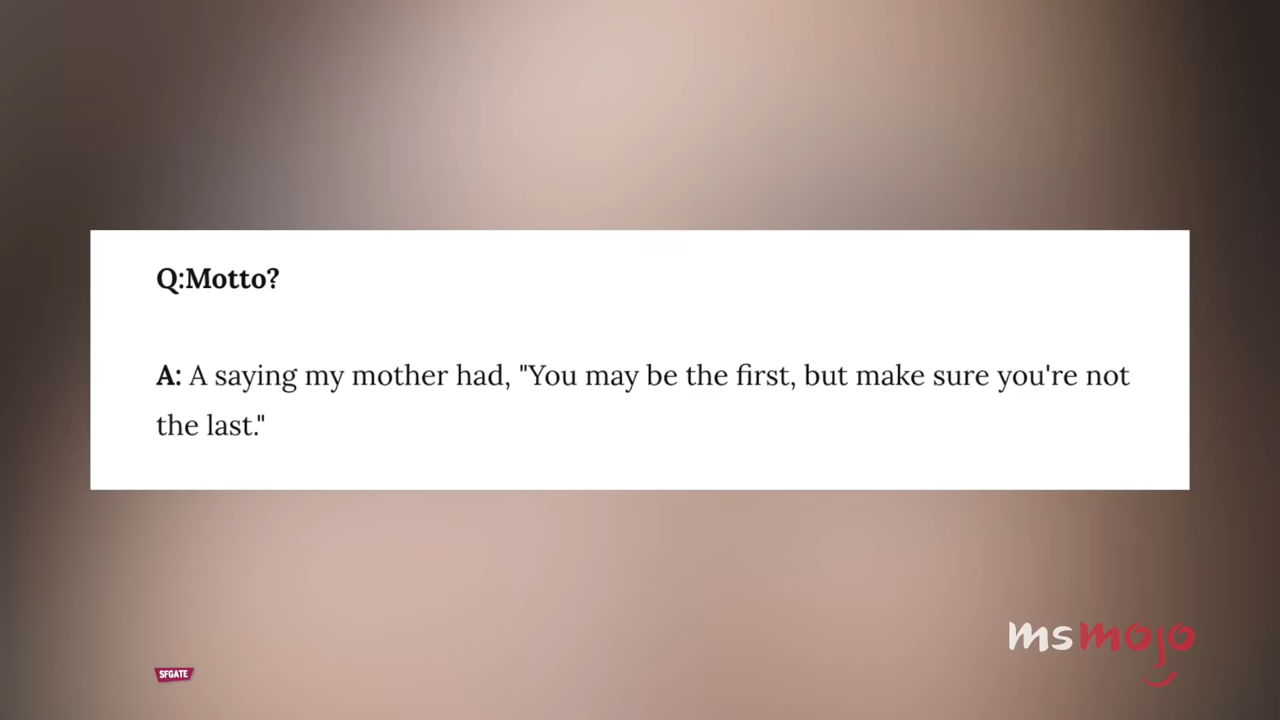 Q:Motto?
A: A saying my mother had, "You may be the first, but make sure you're not
the last."
msmojo
SFGATE